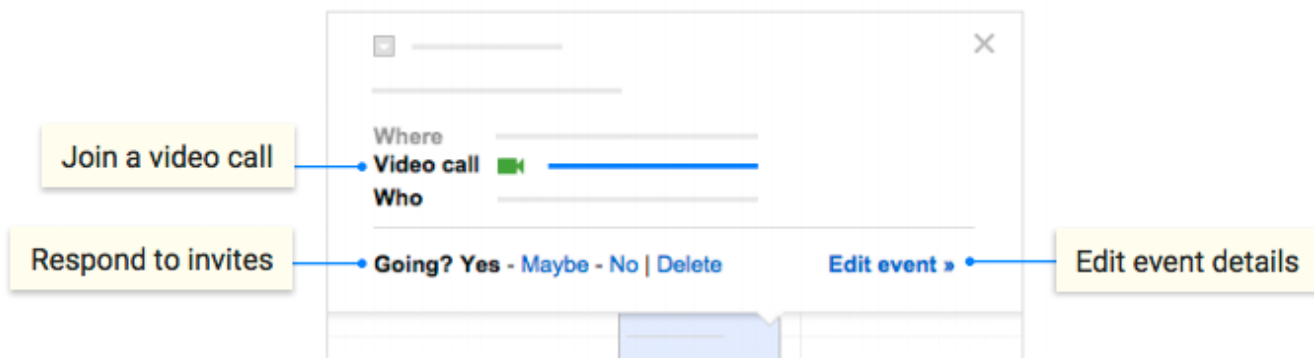 Where
Join a video call
Video call
Who
Respond to invites
Going? Yes - Maybe - No | Delete
Edit event »
Edit event details